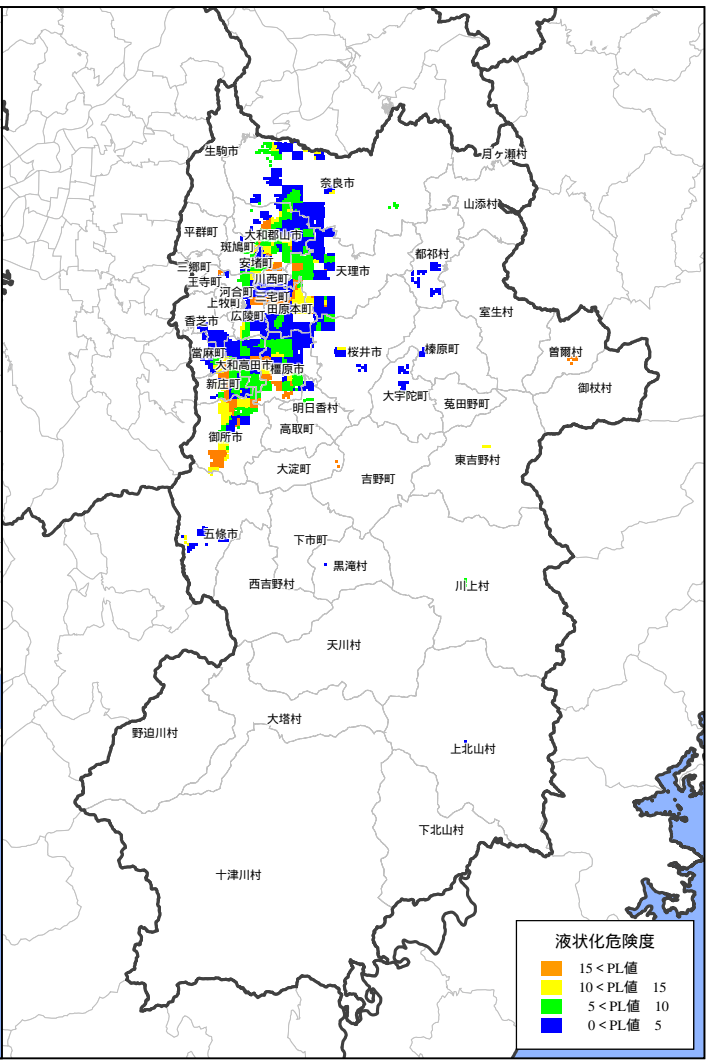 生駒市
月ヶ瀬村
奈良市
山添村
平群町
大和郡山市
斑鳩町
都祁村
安堵町
三郷町
天理市
王寺町
川西町
河合町
三宅町
上牧町
田原本町
室生村
広陵町
香芝市
當麻町
桜井市
榛原町
曽爾村
大和高田市
橿原市
新庄町
御杖村
大宇陀町
菟田野町
明日香村
高取町
御所市
東吉野村
大淀町
吉野町
五條市
下市町
黒滝村
西吉野村
川上村
天川村
大塔村
野迫川村
上北山村
下北山村
十津川村
液状化危険度
15＜PL値
10＜PL値　15
5＜PL値　10
0＜PL値　5